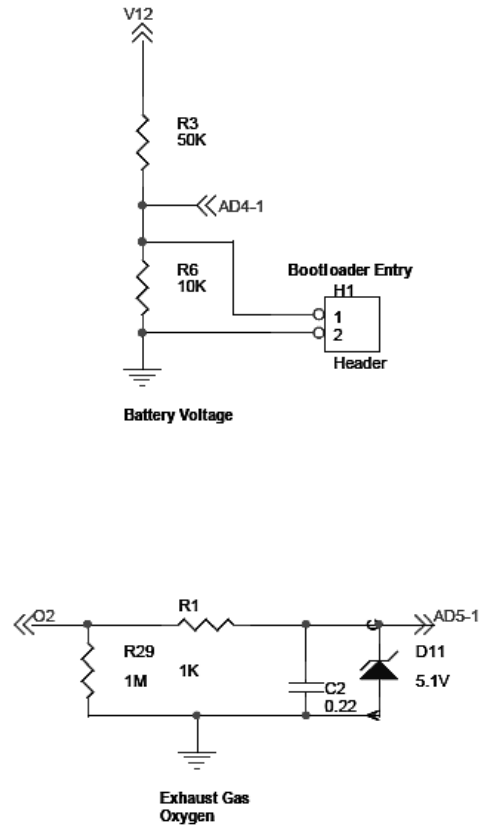 V12
R3
50K
AD4-1
R6
10K
Bootloader Entry
H1
1
2
Header
Battery Voltage
O2
R1
AD5-1
R29
1M
1K
C2
0.22
C
D11
5.1V
A
Exhaust Gas
Oxygen